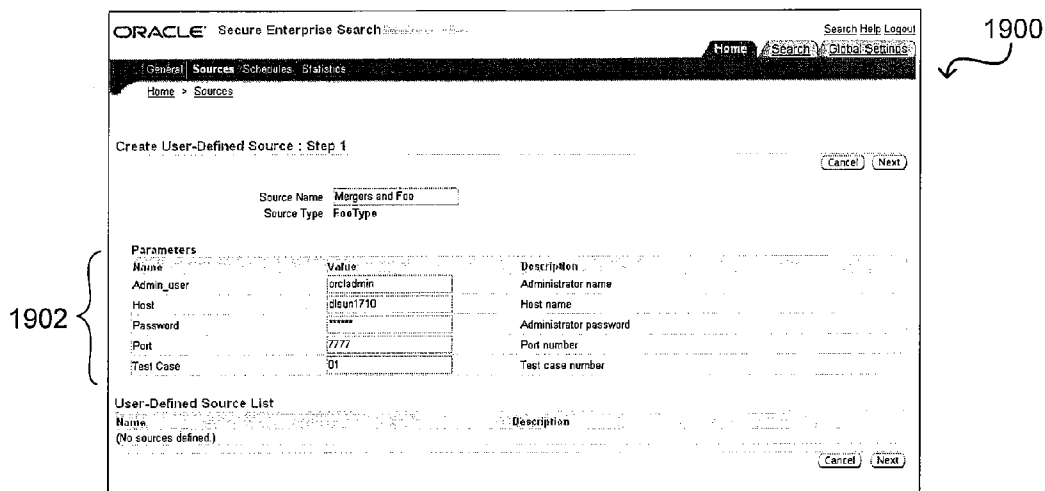 ORACLE Secure Enterprise Search
Search Help Logout
Home Search Global Settings
1900
General Sources Schedules Statistics
Home > Sources
Create User-Defined Source : Step 1
Cancel Next
Source Name Mergers and Foo
Source Type FooType
Parameters
Name Value Description
Admin_user orcladmin Administrator name
Host dlsun1710 Host name
Password ****** Administrator password
Port 7777 Port number
Test Case 01 Test case number
1902
User-Defined Source List
Name Description
(No sources defined.)
Cancel Next